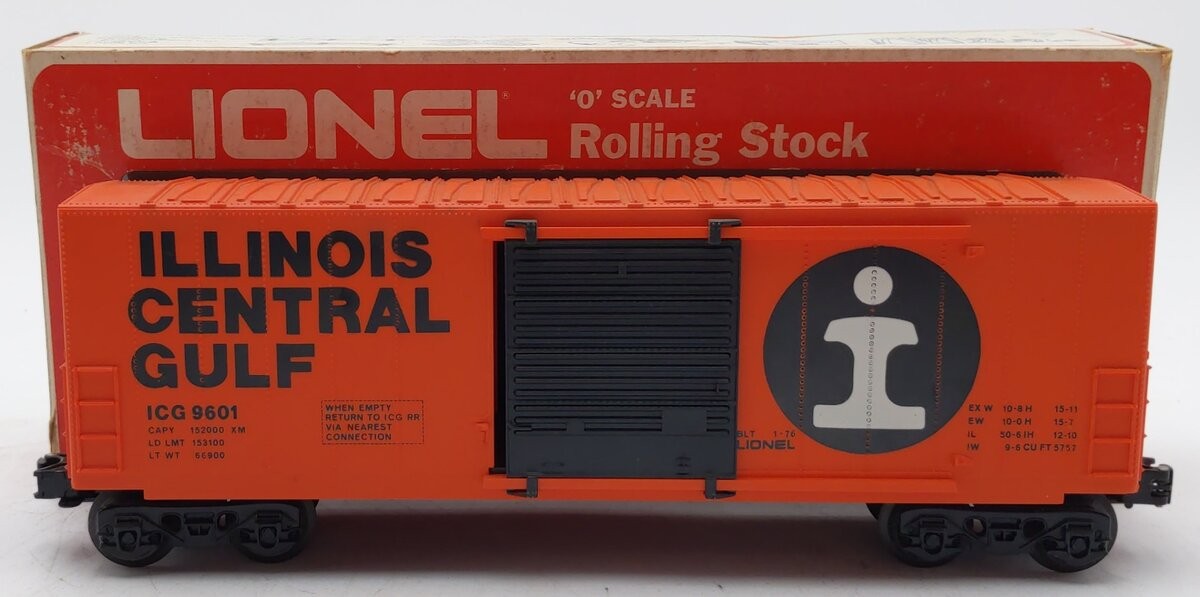 LIONEL®
'O' SCALE
Rolling Stock
ILLINOIS
CENTRAL
GULF
ICG 9601
CAPY 152000 XM
LD LMT 153100
LT WT 66900
WHEN EMPTY
RETURN TO ICG RR
VIA NEAREST
CONNECTION
BLT 1-76
LIONEL
i
EX W 10-8 H 15-11
EW 10-0 H 15-7
IL 50-6 IH 12-10
IW 9-6 CU FT 5757